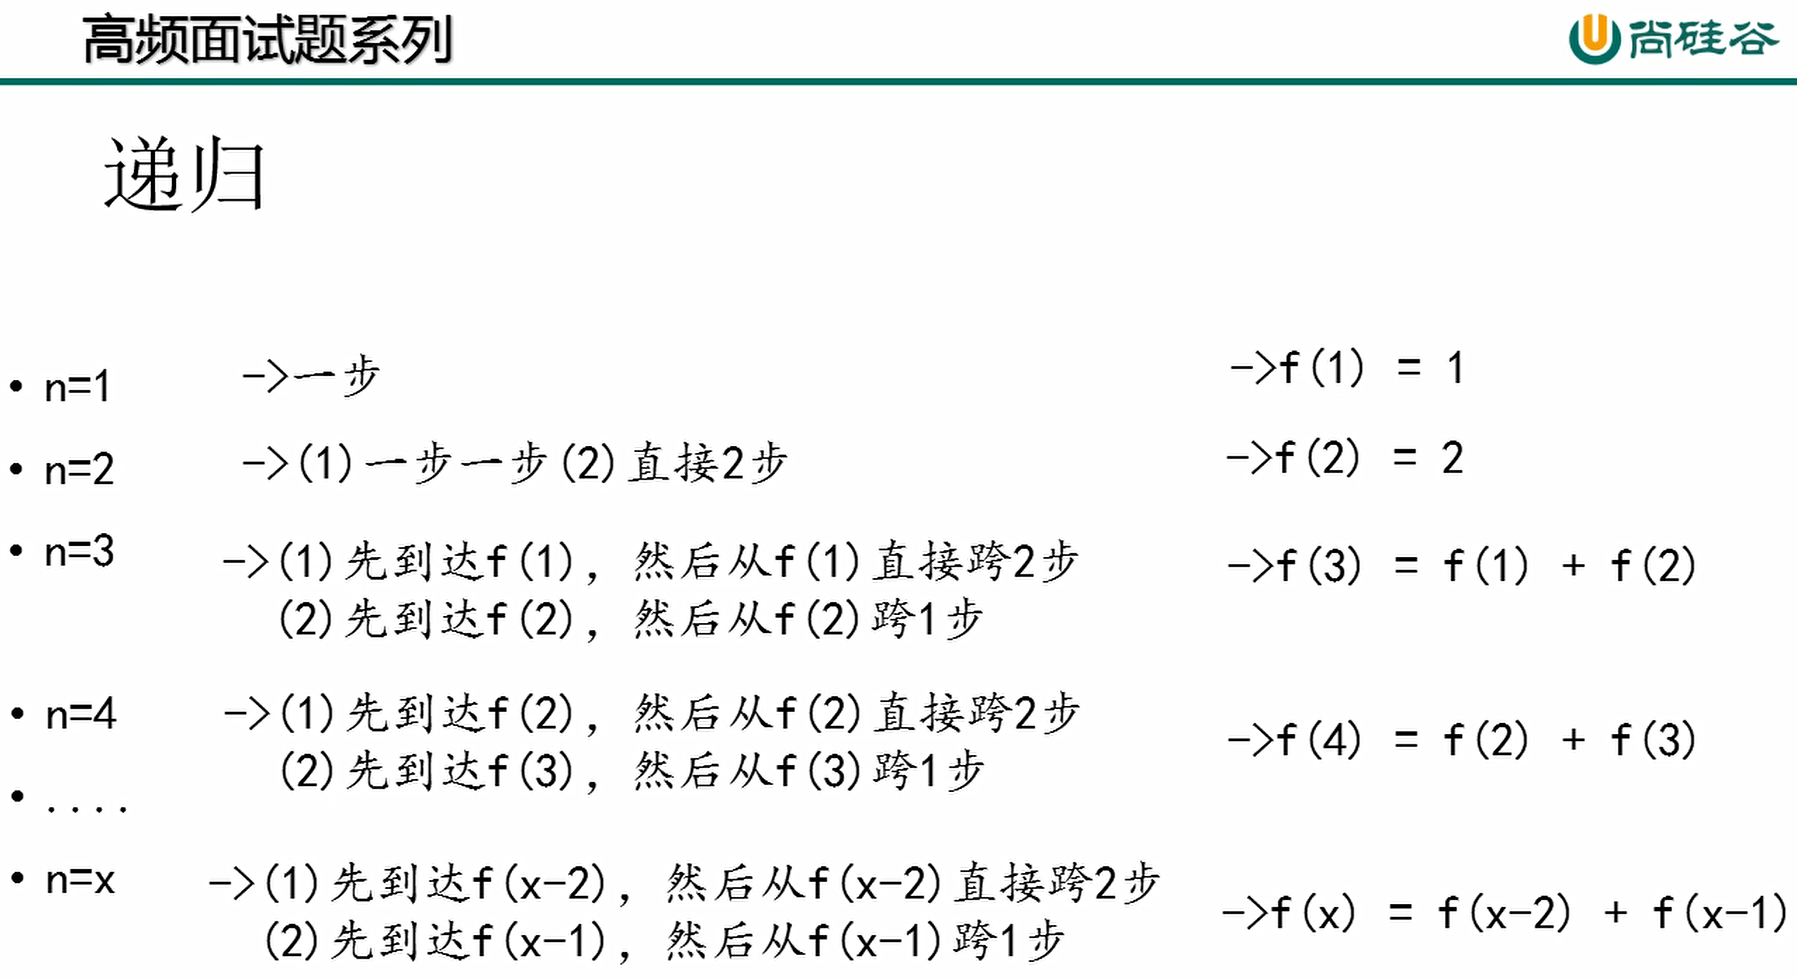 高频面试题系列
尚硅谷
递归
• n=1 ->一步 ->f(1) = 1
• n=2 ->(1)一步一步(2)直接2步 ->f(2) = 2
• n=3 ->(1)先到达f(1), 然后从f(1)直接跨2步 ->f(3) = f(1) + f(2)
(2)先到达f(2), 然后从f(2)跨1步
• n=4 ->(1)先到达f(2), 然后从f(2)直接跨2步 ->f(4) = f(2) + f(3)
(2)先到达f(3), 然后从f(3)跨1步
• ....
• n=x ->(1)先到达f(x-2), 然后从f(x-2)直接跨2步 ->f(x) = f(x-2) + f(x-1)
(2)先到达f(x-1), 然后从f(x-1)跨1步